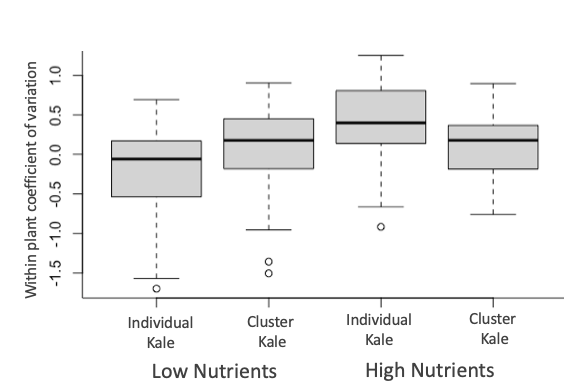 Within plant coefficient of variation
1.0
0.5
0.0
-0.5
-1.0
-1.5
Individual
Kale
Cluster
Kale
Individual
Kale
Cluster
Kale
Low Nutrients
High Nutrients